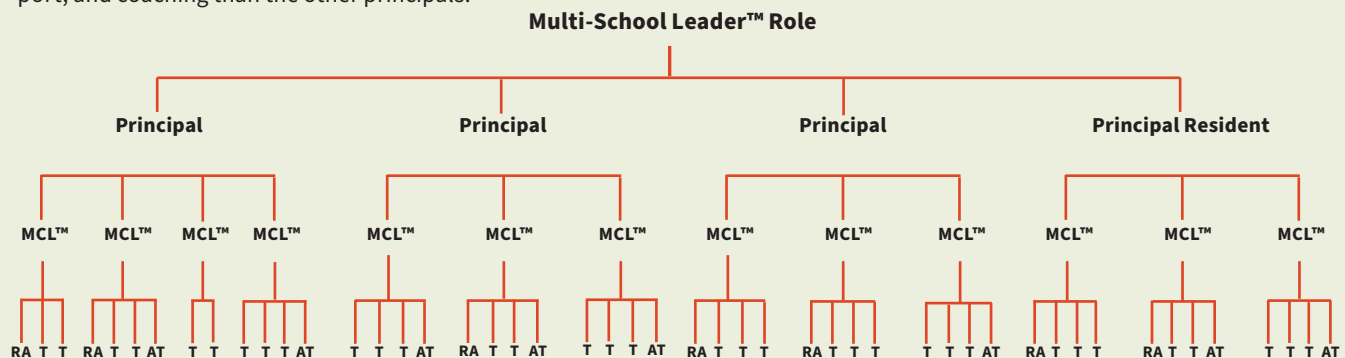 port, and coaching than the other principals.
Multi-School Leader™ Role
Principal Principal Principal Principal Resident
MCL™ MCL™ MCL™ MCL™ MCL™ MCL™ MCL™ MCL™ MCL™ MCL™ MCL™ MCL™ MCL™
RA T T RA T T AT T T T T T AT T T T AT RA T T AT T T T AT RA T T T RA T T T T T T AT RA T T T RA T T AT T T T AT